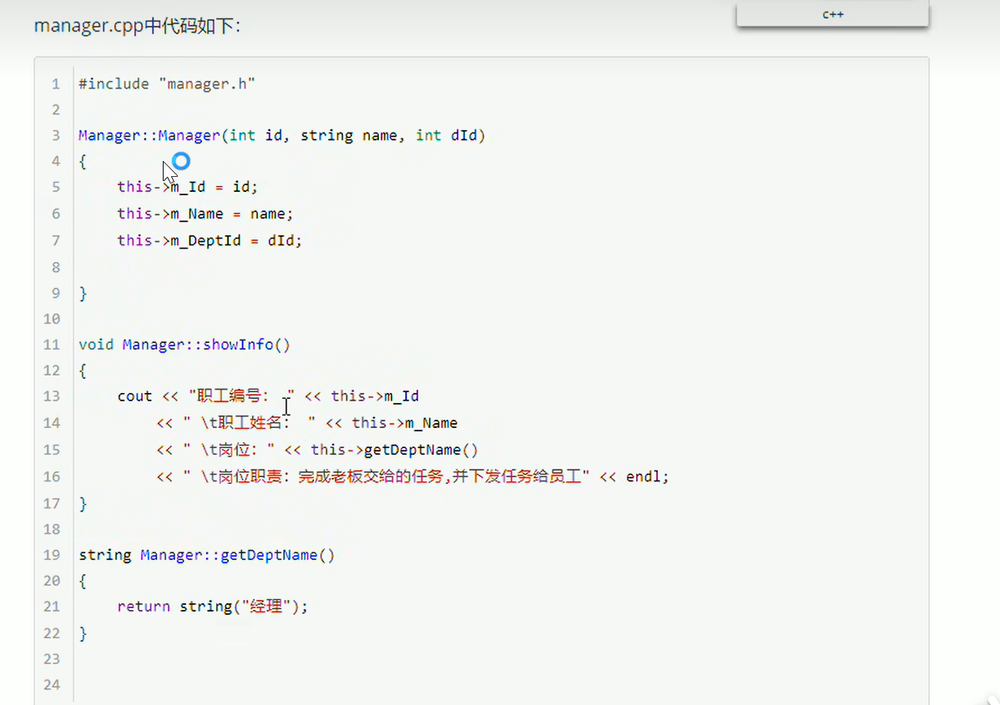 manager.cpp中代码如下：
c++
1 #include "manager.h"
2
3 Manager::Manager(int id, string name, int dId)
4 {
5     this->m_Id = id;
6     this->m_Name = name;
7     this->m_DeptId = dId;
8
9 }
10
11 void Manager::showInfo()
12 {
13     cout << "职工编号： " << this->m_Id
14         << " \t职工姓名： " << this->m_Name
15         << " \t岗位：" << this->getDeptName()
16         << " \t岗位职责：完成老板交给的任务,并下发任务给员工" << endl;
17 }
18
19 string Manager::getDeptName()
20 {
21     return string("经理");
22 }
23
24